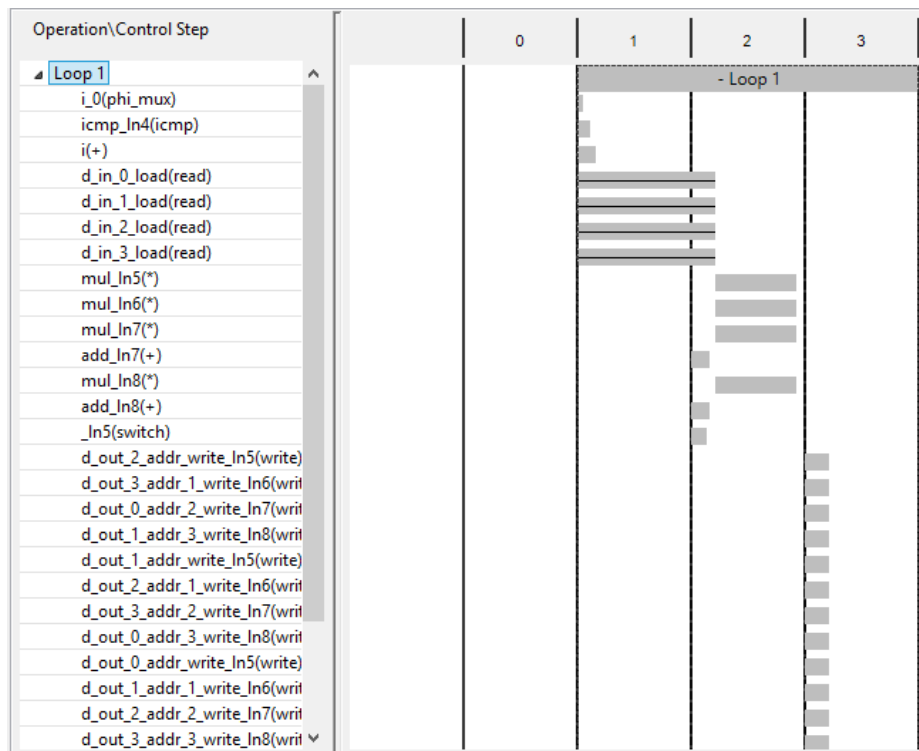 Operation\Control Step
0 1 2 3
Loop 1
- Loop 1
i_0(phi_mux)
icmp_ln4(icmp)
i(+)
d_in_0_load(read)
d_in_1_load(read)
d_in_2_load(read)
d_in_3_load(read)
mul_ln5(*)
mul_ln6(*)
mul_ln7(*)
add_ln7(+)
mul_ln8(*)
add_ln8(+)
_ln5(switch)
d_out_2_addr_write_ln5(write)
d_out_3_addr_1_write_ln6(writ
d_out_0_addr_2_write_ln7(writ
d_out_1_addr_3_write_ln8(writ
d_out_1_addr_write_ln5(write)
d_out_2_addr_1_write_ln6(writ
d_out_3_addr_2_write_ln7(writ
d_out_0_addr_3_write_ln8(writ
d_out_0_addr_write_ln5(write)
d_out_1_addr_1_write_ln6(writ
d_out_2_addr_2_write_ln7(writ
d_out_3_addr_3_write_ln8(writ